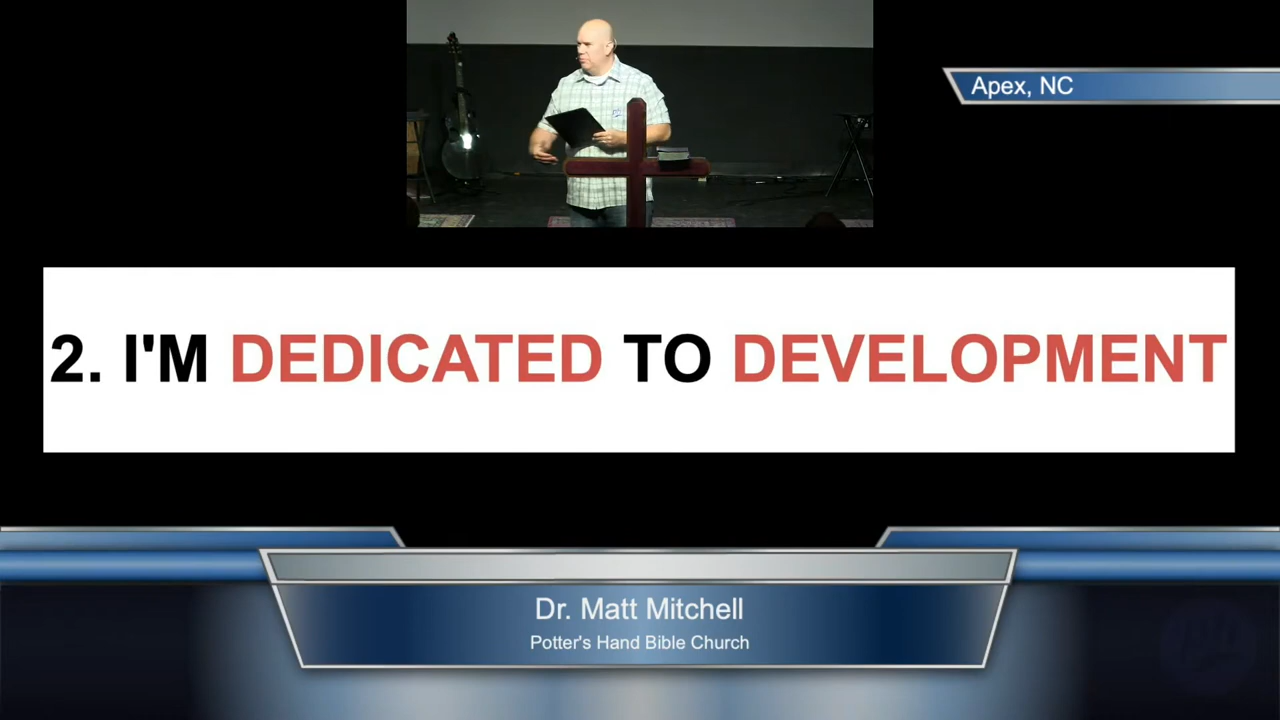 Apex, NC
2. I'M DEDICATED TO DEVELOPMENT
Dr. Matt Mitchell
Potter's Hand Bible Church